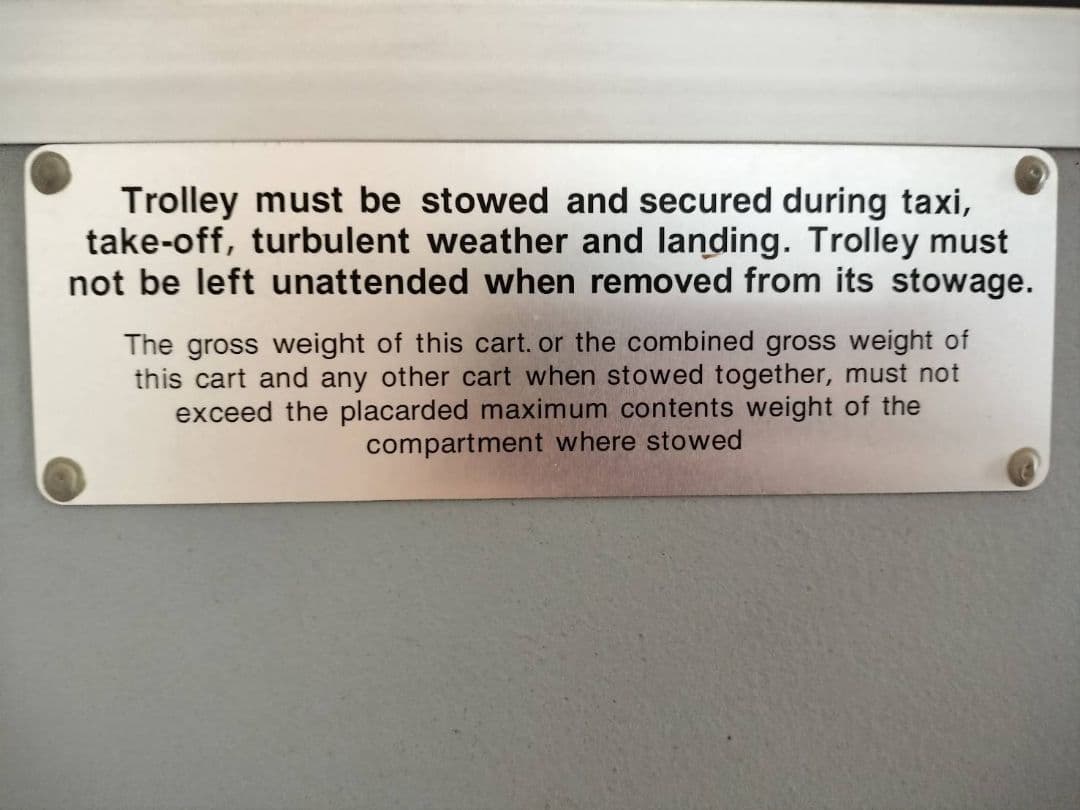 Trolley must be stowed and secured during taxi,
take-off, turbulent weather and landing. Trolley must
not be left unattended when removed from its stowage.
The gross weight of this cart. or the combined gross weight of
this cart and any other cart when stowed together, must not
exceed the placarded maximum contents weight of the
compartment where stowed